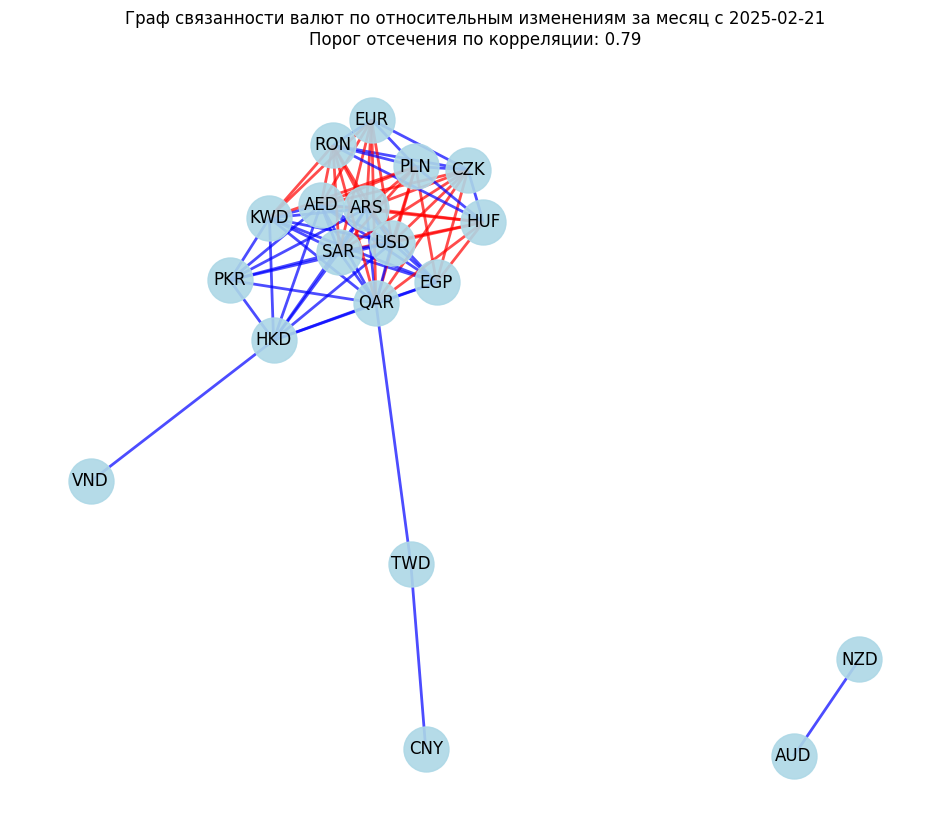 Граф связанности валют по относительным изменениям за месяц с 2025-02-21
Порог отсечения по корреляции: 0.79
EUR
RON
PLN
CZK
AED
ARS
KWD
HUF
USD
SAR
PKR
EGP
QAR
HKD
VND
TWD
NZD
CNY
AUD